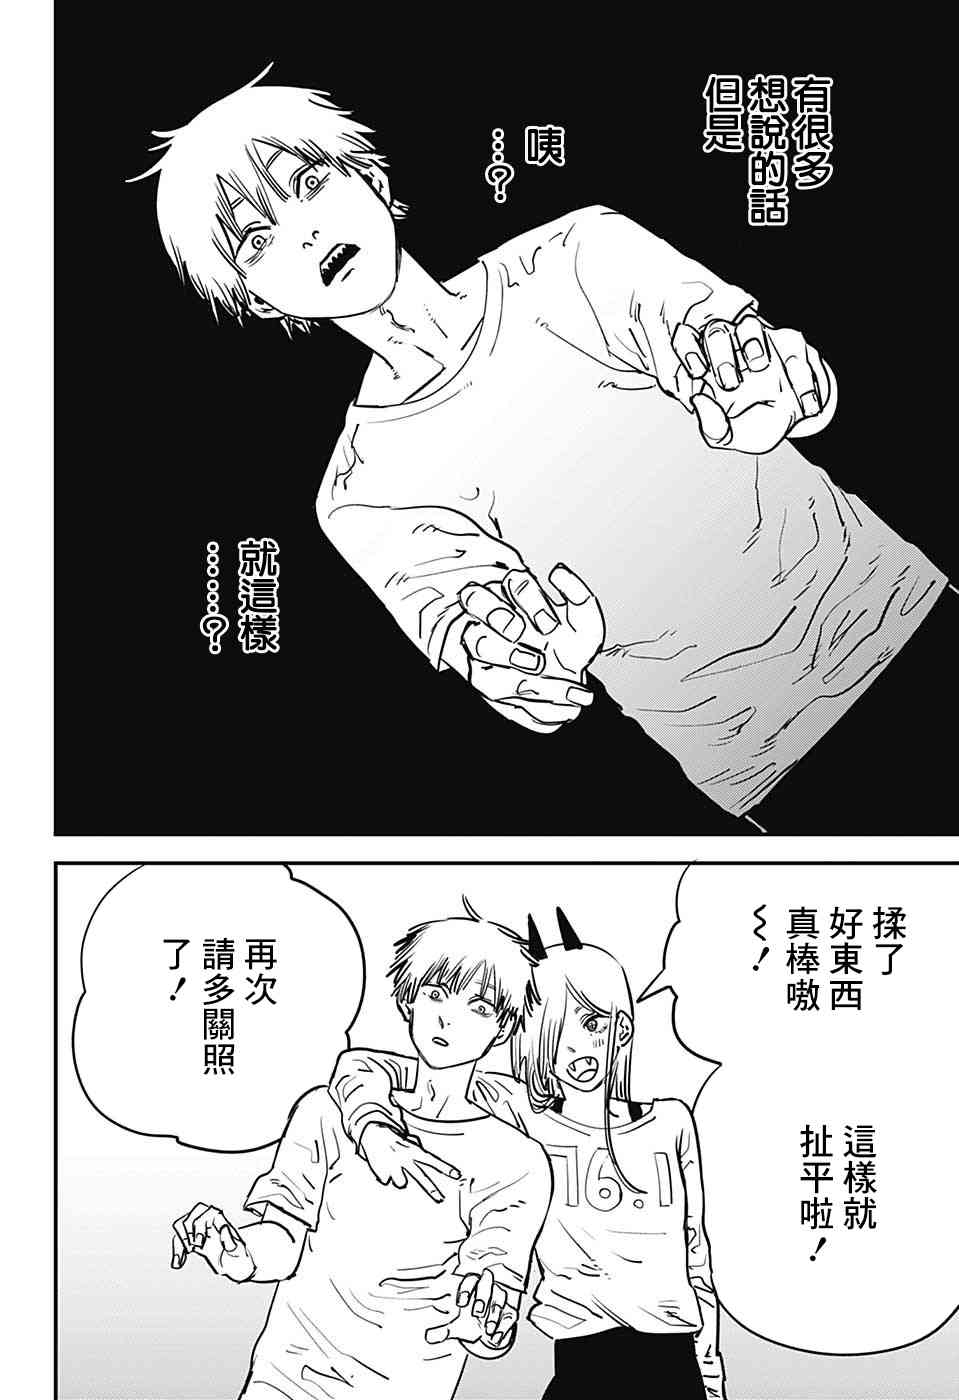 有很多
想說的話
但是
咦
…?
就這樣
……?
揉了
好東西
真棒嗷
～!
這樣就
扯平啦!
再次
請多關照
了!
76.1